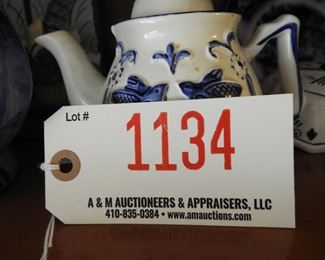 Lot #
1134
A & M AUCTIONEERS & APPRAISERS, LLC
410-835-0384 • www.amauctions.com